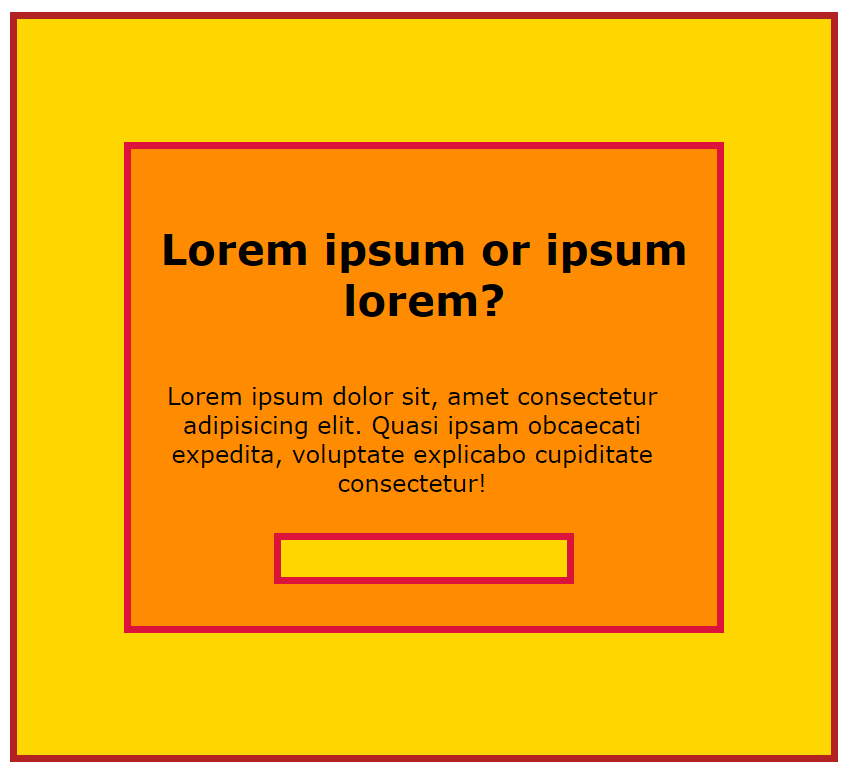 Lorem ipsum or ipsum
lorem?
Lorem ipsum dolor sit, amet consectetur
adipisicing elit. Quasi ipsam obcaecati
expedita, voluptate explicabo cupiditate
consectetur!